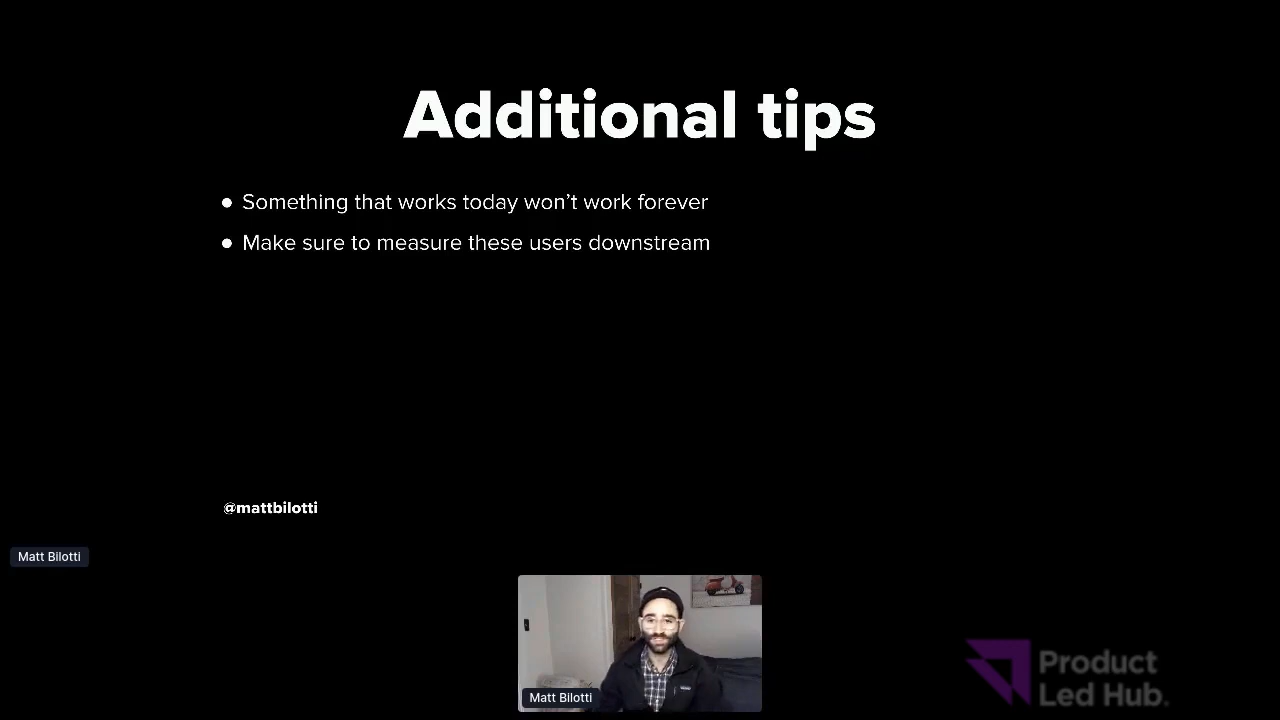 Additional tips
● Something that works today won’t work forever
● Make sure to measure these users downstream
@mattbilotti
Matt Bilotti
Matt Bilotti
Product
Led Hub.